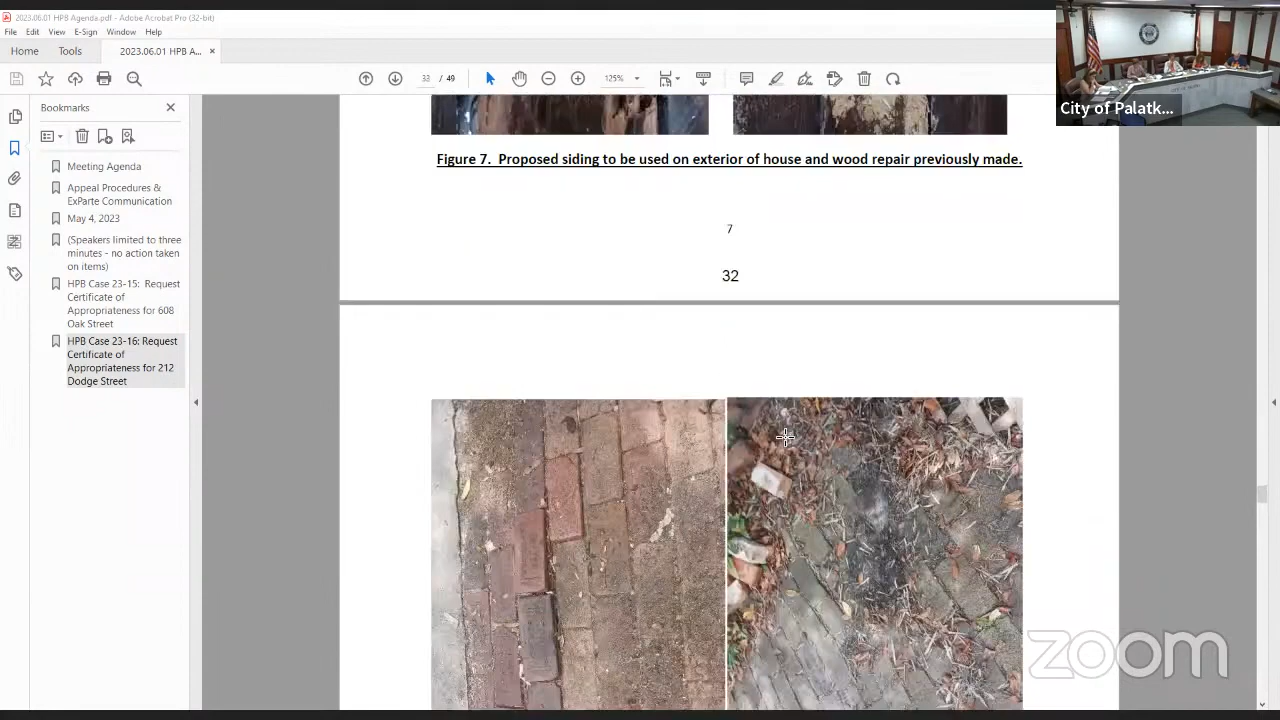 2023.06.01 HPB Agenda.pdf - Adobe Acrobat Pro (32-bit)
File Edit View E-Sign Window Help
Home Tools 2023.06.01 HPB A... ×
33 / 49 125%
Bookmarks
Meeting Agenda
Appeal Procedures &
ExParte Communication
May 4, 2023
(Speakers limited to three
minutes - no action taken
on items)
HPB Case 23-15: Request
Certificate of
Appropriateness for 608
Oak Street
HPB Case 23-16: Request
Certificate of
Appropriateness for 212
Dodge Street
Figure 7. Proposed siding to be used on exterior of house and wood repair previously made.
7
32
City of Palatk...
zoom